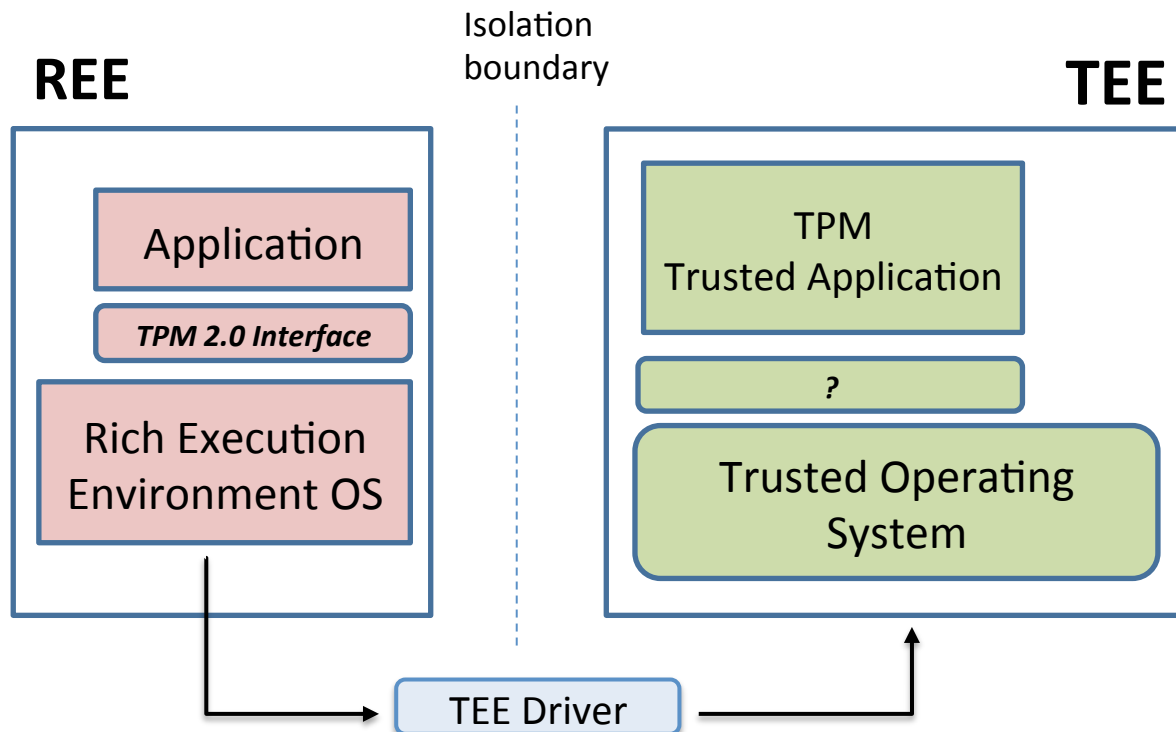 Isolation
boundary
REE
TEE
Application
TPM 2.0 Interface
Rich Execution
Environment OS
TPM
Trusted Application
?
Trusted Operating
System
TEE Driver